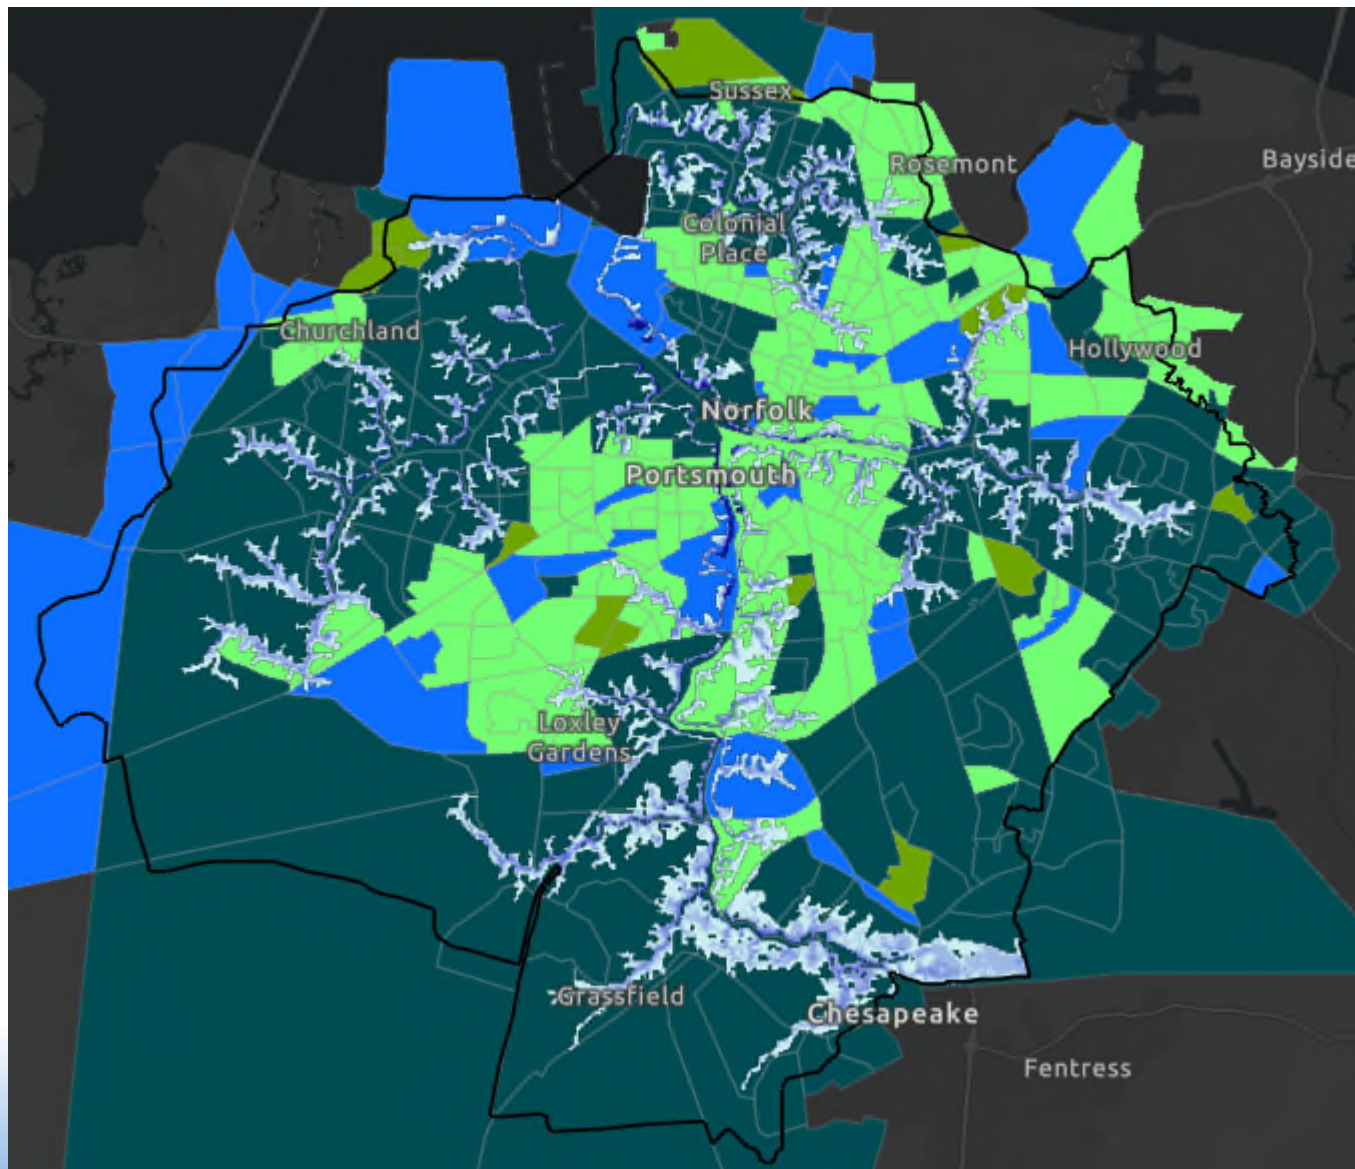 Sussex
Rosemont
Bayside
Colonial
Place
Churchland
Hollywood
Norfolk
Portsmouth
Loxley
Gardens
Grassfield
Chesapeake
Fentress